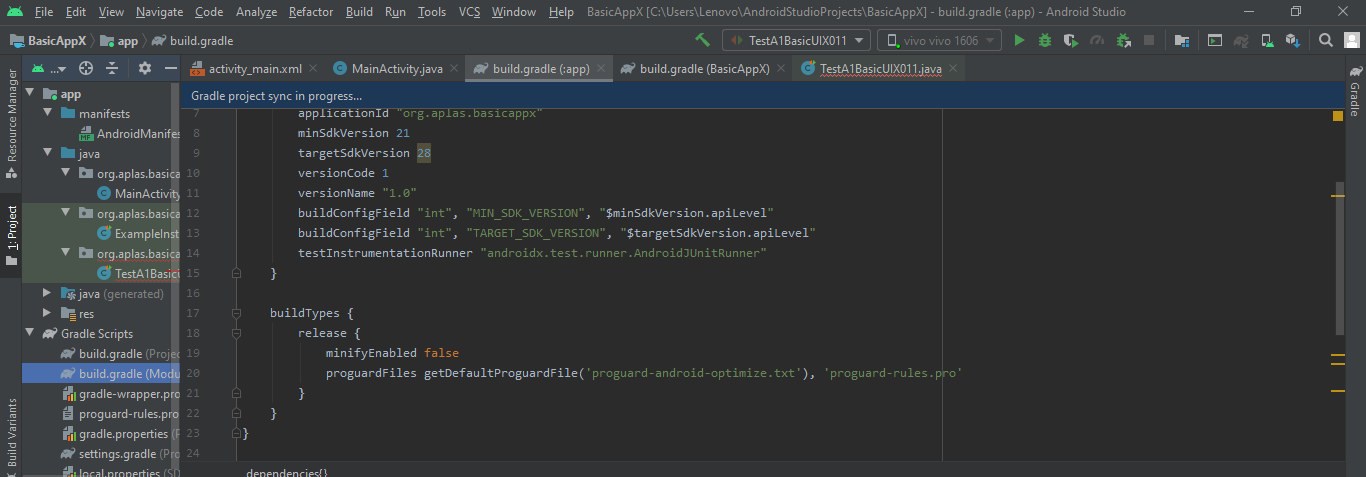 File Edit View Navigate Code Analyze Refactor Build Run Tools VCS Window Help BasicAppX [C:\Users\Lenovo\AndroidStudioProjects\BasicAppX] - build.gradle (:app) - Android Studio
BasicAppX app build.gradle TestA1BasicUIX011 vivo vivo 1606
... activity_main.xml MainActivity.java build.gradle (:app) build.gradle (BasicAppX) TestA1BasicUIX011.java
Resource Manager
1: Project
Build Variants
Gradle
app
manifests
AndroidManifes
java
org.aplas.basica
MainActivity
org.aplas.basica
ExampleInst
org.aplas.basica
TestA1Basicu
java (generated)
res
Gradle Scripts
build.gradle (Projec
build.gradle (Modu
gradle-wrapper.pro
proguard-rules.pro
gradle.properties (P
settings.gradle (Pro
local.properties (SD
Gradle project sync in progress...
7 applicationId "org.aplas.basicappx"
8 minSdkVersion 21
9 targetSdkVersion 28
10 versionCode 1
11 versionName "1.0"
12 buildConfigField "int", "MIN_SDK_VERSION", "$minSdkVersion.apiLevel"
13 buildConfigField "int", "TARGET_SDK_VERSION", "$targetSdkVersion.apiLevel"
14 testInstrumentationRunner "androidx.test.runner.AndroidJUnitRunner"
15 }
16
17 buildTypes {
18 release {
19 minifyEnabled false
20 proguardFiles getDefaultProguardFile('proguard-android-optimize.txt'), 'proguard-rules.pro'
21 }
22 }
23 }
24
dependencies{}